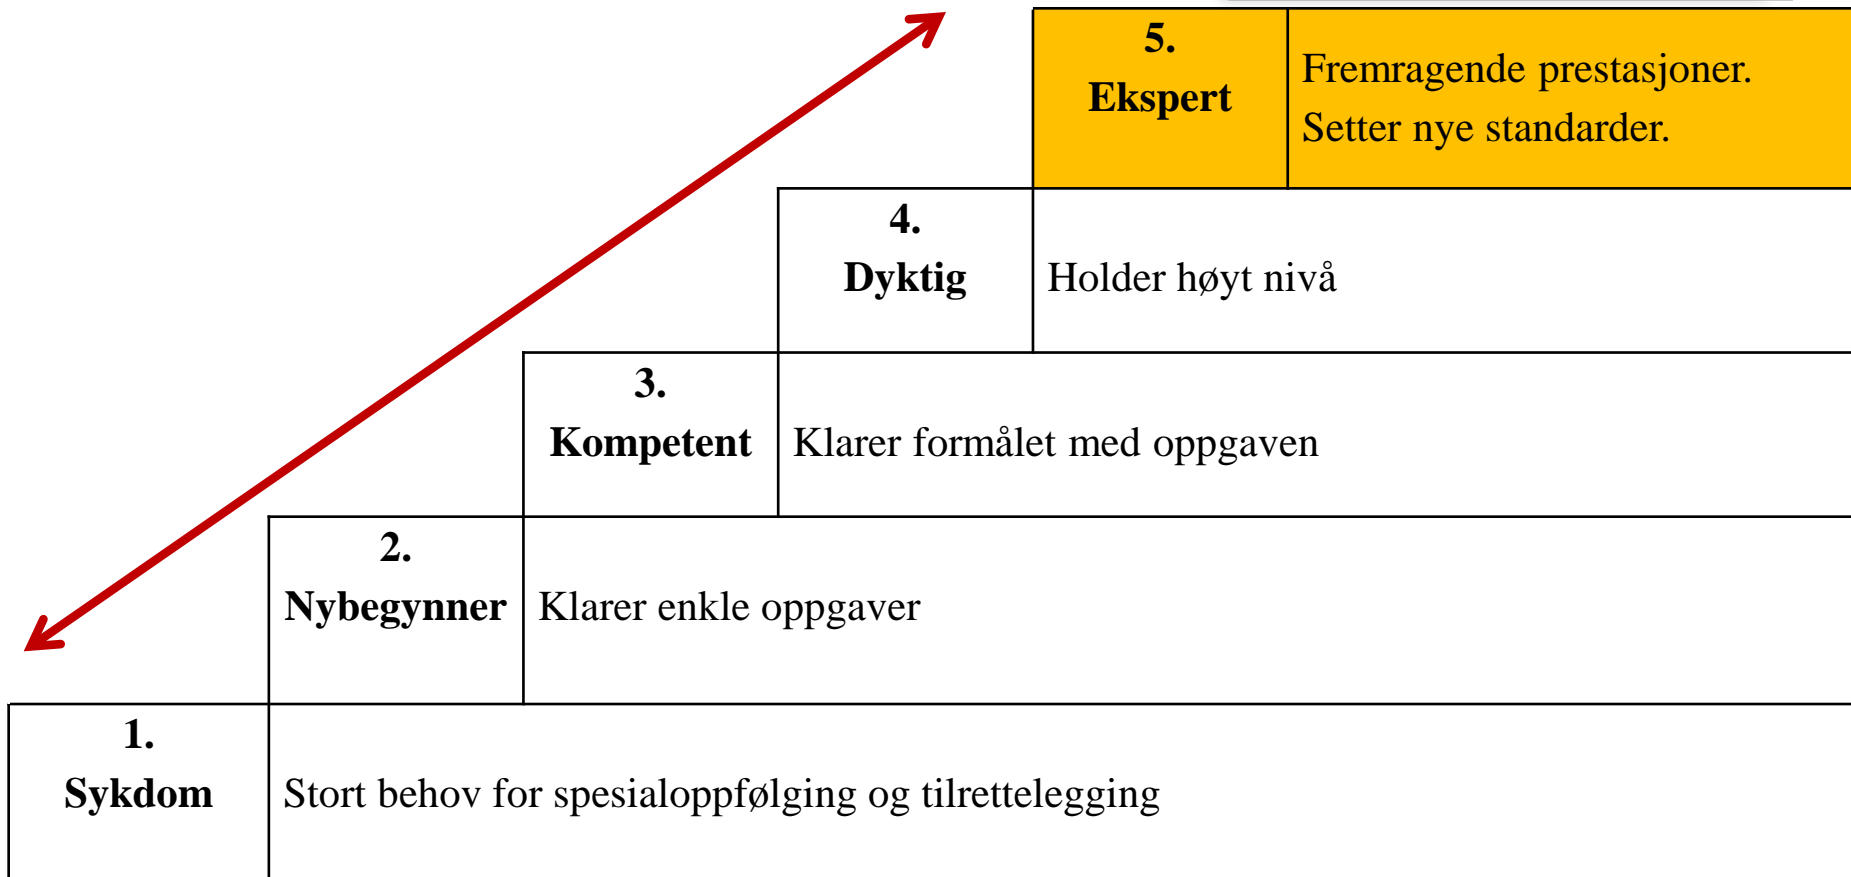 5.
Ekspert
Fremragende prestasjoner.
Setter nye standarder.
4.
Dyktig
Holder høyt nivå
3.
Kompetent
Klarer formålet med oppgaven
2.
Nybegynner
Klarer enkle oppgaver
1.
Sykdom
Stort behov for spesialoppfølging og tilrettelegging